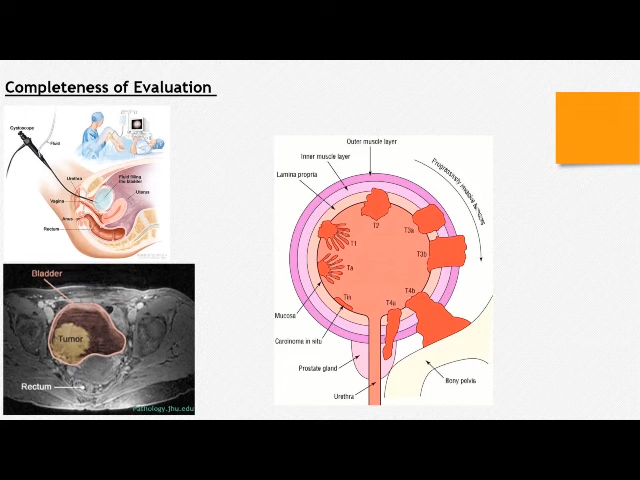 Completeness of Evaluation
Cystoscope
Fluid
Urethra
Fluid filling
the bladder
Uterus
Vagina
Anus
Rectum
Bladder
Tumor
Rectum
Pathology.jhu.edu
Outer muscle layer
Inner muscle layer
Lamina propria
Progressively invasive tumours
T2
T3a
T1
T3b
Ta
Tis
T4a
T4b
Mucosa
Carcinoma in situ
Prostate gland
Bony pelvis
Urethra